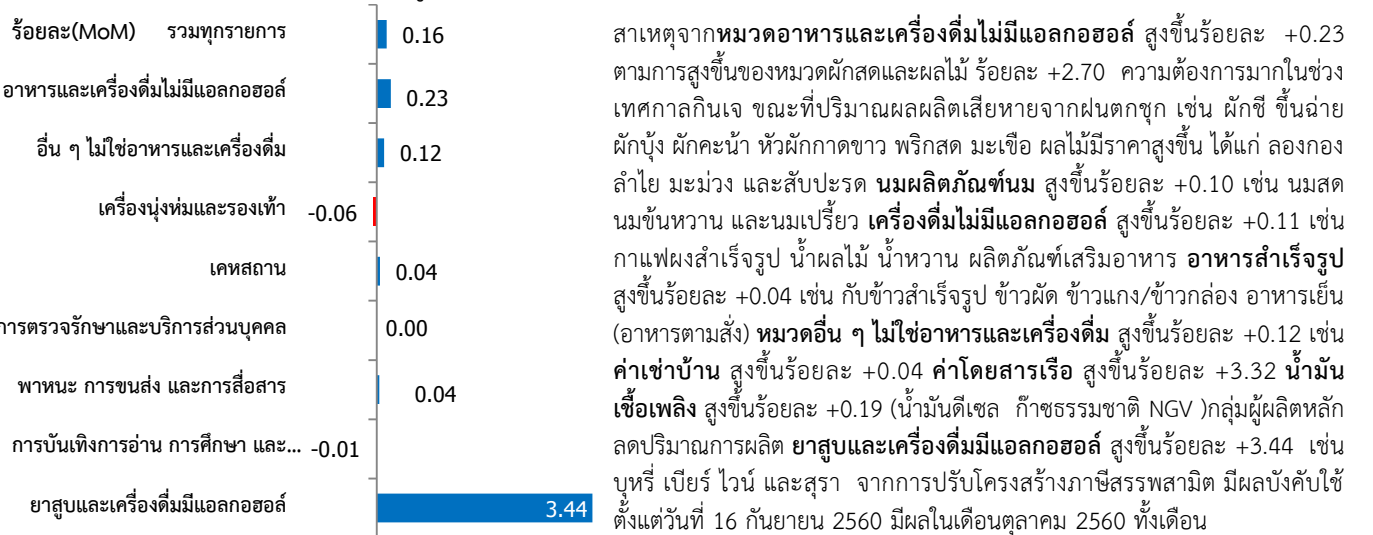 ร้อยละ(MoM) รวมทุกรายการ 0.16
อาหารและเครื่องดื่มไม่มีแอลกอฮอล์ 0.23
อื่น ๆ ไม่ใช่อาหารและเครื่องดื่ม 0.12
เครื่องนุ่งห่มและรองเท้า -0.06
เคหสถาน 0.04
การตรวจรักษาและบริการส่วนบุคคล 0.00
พาหนะ การขนส่ง และการสื่อสาร 0.04
การบันเทิงการอ่าน การศึกษา และ... -0.01
ยาสูบและเครื่องดื่มมีแอลกอฮอล์ 3.44
สาเหตุจากหมวดอาหารและเครื่องดื่มไม่มีแอลกอฮอล์ สูงขึ้นร้อยละ +0.23
ตามการสูงขึ้นของหมวดผักสดและผลไม้ ร้อยละ +2.70 ความต้องการมากในช่วง
เทศกาลกินเจ ขณะที่ปริมาณผลผลิตเสียหายจากฝนตกชุก เช่น ผักชี ขึ้นฉ่าย
ผักบุ้ง ผักคะน้า หัวผักกาดขาว พริกสด มะเขือ ผลไม้มีราคาสูงขึ้น ได้แก่ ลองกอง
ลำไย มะม่วง และสับปะรด นมผลิตภัณฑ์นม สูงขึ้นร้อยละ +0.10 เช่น นมสด
นมข้นหวาน และนมเปรี้ยว เครื่องดื่มไม่มีแอลกอฮอล์ สูงขึ้นร้อยละ +0.11 เช่น
กาแฟผงสำเร็จรูป น้ำผลไม้ น้ำหวาน ผลิตภัณฑ์เสริมอาหาร อาหารสำเร็จรูป
สูงขึ้นร้อยละ +0.04 เช่น กับข้าวสำเร็จรูป ข้าวผัด ข้าวแกง/ข้าวกล่อง อาหารเย็น
(อาหารตามสั่ง) หมวดอื่น ๆ ไม่ใช่อาหารและเครื่องดื่ม สูงขึ้นร้อยละ +0.12 เช่น
ค่าเช่าบ้าน สูงขึ้นร้อยละ +0.04 ค่าโดยสารเรือ สูงขึ้นร้อยละ +3.32 น้ำมัน
เชื้อเพลิง สูงขึ้นร้อยละ +0.19 (น้ำมันดีเซล ก๊าซธรรมชาติ NGV )กลุ่มผู้ผลิตหลัก
ลดปริมาณการผลิต ยาสูบและเครื่องดื่มมีแอลกอฮอล์ สูงขึ้นร้อยละ +3.44 เช่น
บุหรี่ เบียร์ ไวน์ และสุรา จากการปรับโครงสร้างภาษีสรรพสามิต มีผลบังคับใช้
ตั้งแต่วันที่ 16 กันยายน 2560 มีผลในเดือนตุลาคม 2560 ทั้งเดือน